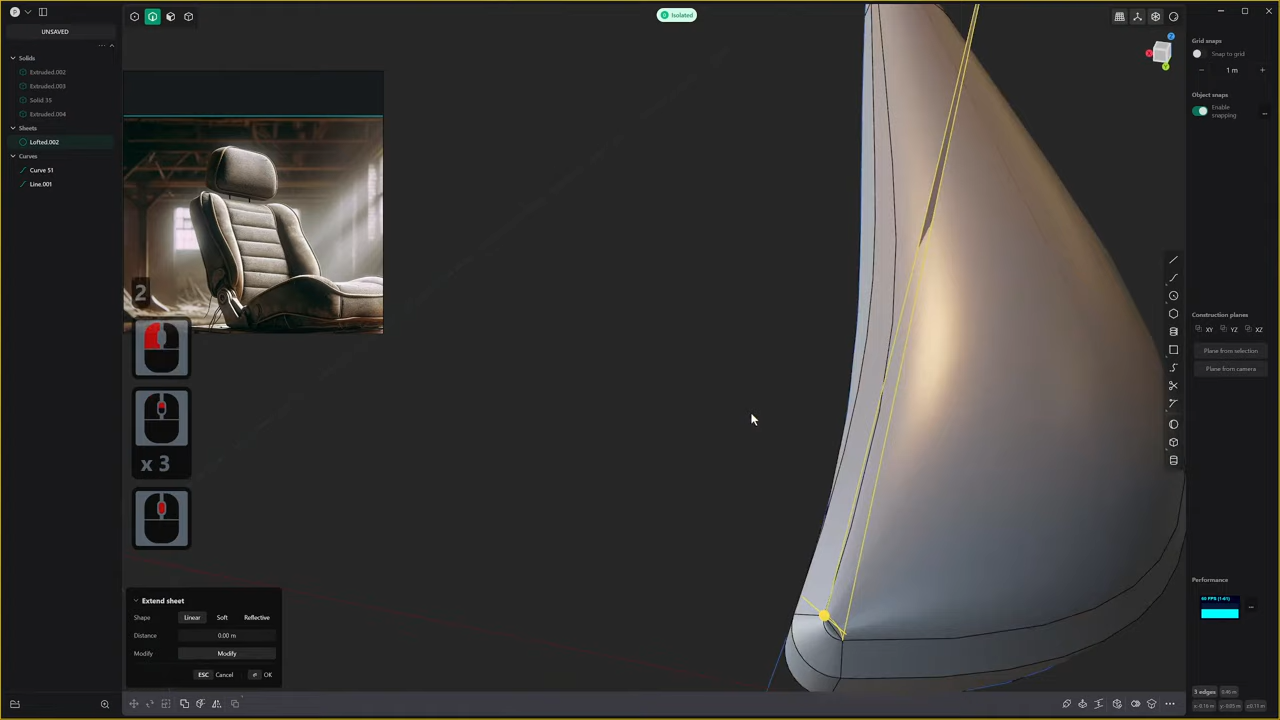 UNSAVED
Solids
Extruded.002
Extruded.003
Solid 35
Extruded.004
Sheets
Lofted.002
Curves
Curve 51
Line.001
Isolated
2
x 3
Extend sheet
Shape Linear Soft Reflective
Distance 0.00 m
Modify Modify
ESC Cancel OK
Z
Grid snaps
Snap to grid
1 m
Object snaps
Enable
snapping
Construction planes
XY YZ XZ
Plane from selection
Plane from camera
Performance
3 edges